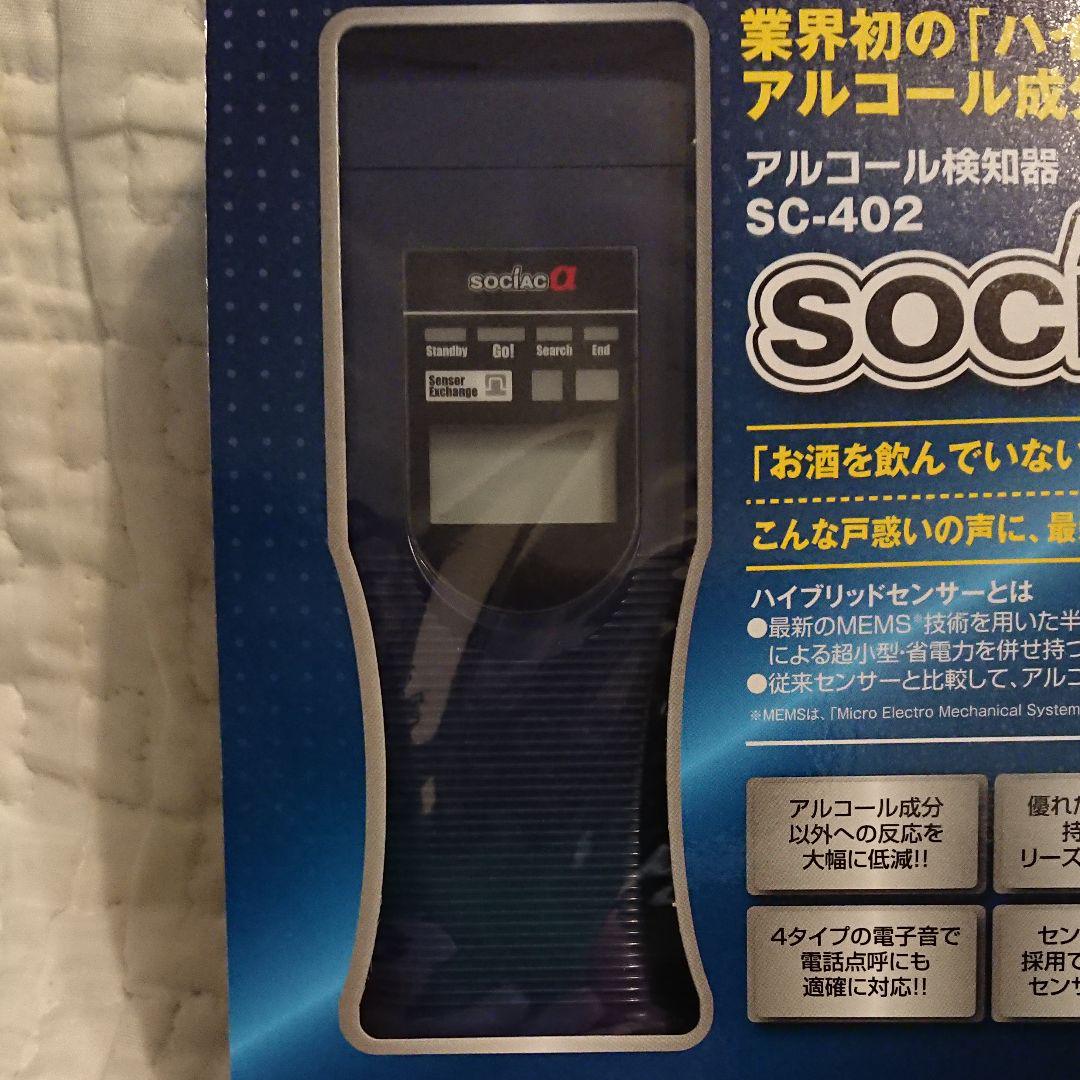 業界初の「ハイ
アルコール成分
アルコール検知器
SC-402
SOCI
SOCIAC α
Standby Go! Search End
Sensor
Exchange
「お酒を飲んでいない
こんな戸惑いの声に、最
ハイブリッドセンサーとは
●最新のMEMS※技術を用いた半
による超小型・省電力を併せ持つ
●従来センサーと比較して、アルコ
※MEMSは、「Micro Electro Mechanical System
アルコール成分
以外への反応を
大幅に低減!!
優れた
持
リーズ
4タイプの電子音で
電話点呼にも
適確に対応!!
セン
採用で
センサ